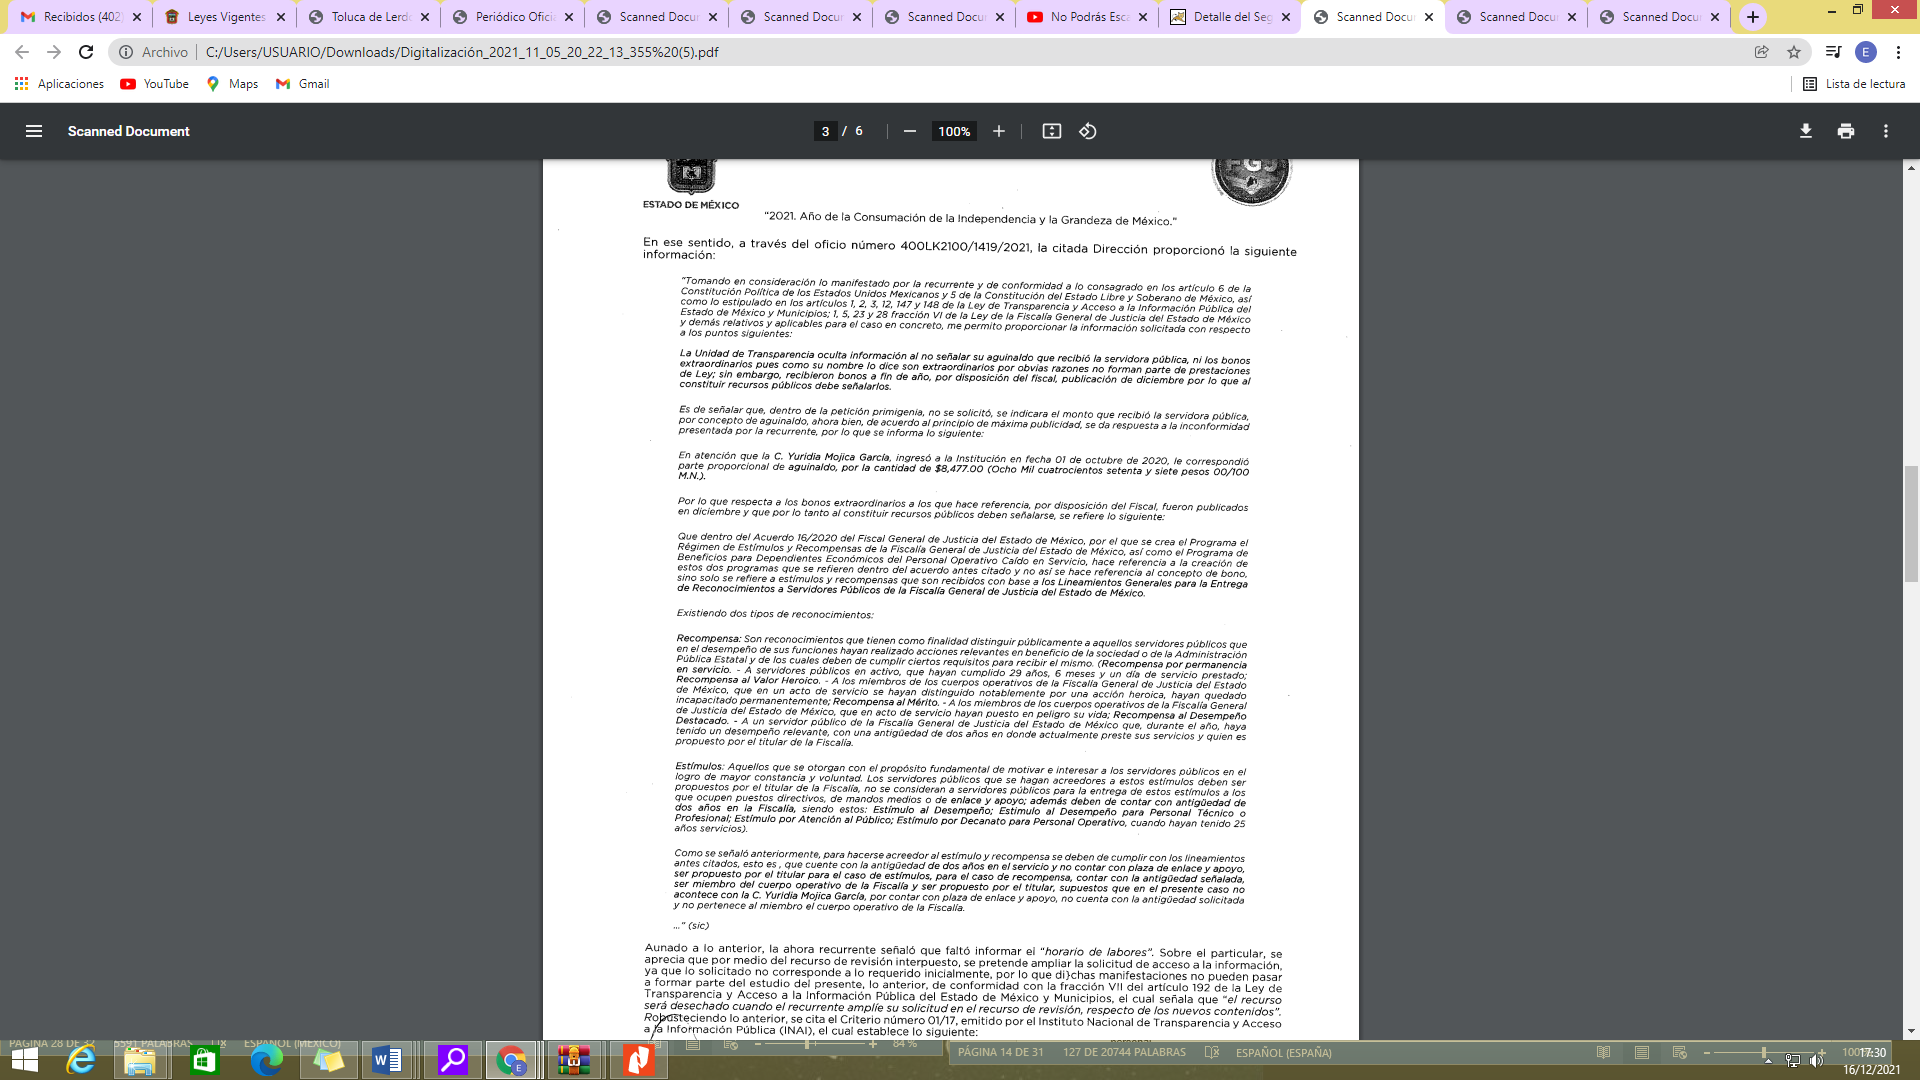 Recibidos (402)
Leyes Vigentes
Toluca de Lerdo
Periódico Ofici
Scanned Docu
Scanned Docu
Scanned Docu
No Podrás Esca
Detalle del Seg
Scanned Docu
Scanned Docu
Scanned Docu
Archivo | C:/Users/USUARIO/Downloads/Digitalización_2021_11_05_20_22_13_355%20(5).pdf
E
Aplicaciones
YouTube
Maps
Gmail
Lista de lectura
Scanned Document
3 / 6
100%
ESTADO DE MÉXICO
"2021. Año de la Consumación de la Independencia y la Grandeza de México."
En ese sentido, a través del oficio número 400LK2100/1419/2021, la citada Dirección proporcionó la siguiente
información:
"Tomando en consideración lo manifestado por la recurrente y de conformidad a lo consagrado en los artículo 6 de la
Constitución Política de los Estados Unidos Mexicanos y 5 de la Constitución del Estado Libre y Soberano de México, así
como lo estipulado en los artículos 1, 2, 3, 12, 147 y 148 de la Ley de Transparencia y Acceso a la Información Pública del
Estado de México y Municipios; 1, 5, 23 y 28 fracción VI de la Ley de la Fiscalía General de Justicia del Estado de México
y demás relativos y aplicables para el caso en concreto, me permito proporcionar la información solicitada con respecto
a los puntos siguientes:
La Unidad de Transparencia oculta información al no señalar su aguinaldo que recibió la servidora pública, ni los bonos
extraordinarios pues como su nombre lo dice son extraordinarios por obvias razones no forman parte de prestaciones
de Ley; sin embargo, recibieron bonos a fin de año, por disposición del fiscal, publicación de diciembre por lo que al
constituir recursos públicos debe señalarlos.
Es de señalar que, dentro de la petición primigenia, no se solicitó, se indicara el monto que recibió la servidora pública,
por concepto de aguinaldo, ahora bien, de acuerdo al principio de máxima publicidad, se da respuesta a la inconformidad
presentada por la recurrente, por lo que se informa lo siguiente:
En atención que la C. Yuridia Mojica García, ingresó a la Institución en fecha 01 de octubre de 2020, le correspondió
parte proporcional de aguinaldo, por la cantidad de $8,477.00 (Ocho Mil cuatrocientos setenta y siete pesos 00/100
M.N.).
Por lo que respecta a los bonos extraordinarios a los que hace referencia, por disposición del Fiscal, fueron publicados
en diciembre y que por lo tanto al constituir recursos públicos deben señalarse, se refiere lo siguiente:
Que dentro del Acuerdo 16/2020 del Fiscal General de Justicia del Estado de México, por el que se crea el Programa el
Régimen de Estímulos y Recompensas de la Fiscalía General de Justicia del Estado de México, así como el Programa de
Beneficios para Dependientes Económicos del Personal Operativo Caído en Servicio, hace referencia a la creación de
estos dos programas que se refieren dentro del acuerdo antes citado y no así se hace referencia al concepto de bono,
sino solo se refiere a estímulos y recompensas que son recibidos con base a los Lineamientos Generales para la Entrega
de Reconocimientos a Servidores Públicos de la Fiscalía General de Justicia del Estado de México.
Existiendo dos tipos de reconocimientos:
Recompensa: Son reconocimientos que tienen como finalidad distinguir públicamente a aquellos servidores públicos que
en el desempeño de sus funciones hayan realizado acciones relevantes en beneficio de la sociedad o de la Administración
Pública Estatal y de los cuales deben de cumplir ciertos requisitos para recibir el mismo. (Recompensa por permanencia
en servicio. - A servidores públicos en activo, que hayan cumplido 29 años, 6 meses y un día de servicio prestado;
Recompensa al Valor Heroico. - A los miembros de los cuerpos operativos de la Fiscalía General de Justicia del Estado
de México, que en un acto de servicio se hayan distinguido notablemente por una acción heroica, hayan quedado
incapacitado permanentemente; Recompensa al Mérito. - A los miembros de los cuerpos operativos de la Fiscalía General
de Justicia del Estado de México, que en acto de servicio hayan puesto en peligro su vida; Recompensa al Desempeño
Destacado. - A un servidor público de la Fiscalía General de Justicia del Estado de México que, durante el año, haya
tenido un desempeño relevante, con una antigüedad de dos años en donde actualmente preste sus servicios y quien es
propuesto por el titular de la Fiscalía.
Estímulos: Aquellos que se otorgan con el propósito fundamental de motivar e interesar a los servidores públicos en el
logro de mayor constancia y voluntad. Los servidores públicos que se hagan acreedores a estos estímulos deben ser
propuestos por el titular de la Fiscalía, no se consideran a servidores públicos para la entrega de estos estímulos a los
que ocupen puestos directivos, de mandos medios o de enlace y apoyo; además deben de contar con antigüedad de
dos años en la Fiscalía, siendo estos: Estímulo al Desempeño; Estímulo al Desempeño para Personal Técnico o
Profesional; Estímulo por Atención al Público; Estímulo por Decanato para Personal Operativo, cuando hayan tenido 25
años servicios).
Como se señaló anteriormente, para hacerse acreedor al estímulo y recompensa se deben de cumplir con los lineamientos
antes citados, esto es , que cuente con la antigüedad de dos años en el servicio y no contar con plaza de enlace y apoyo,
ser propuesto por el titular para el caso de estímulos, para el caso de recompensa, contar con la antigüedad señalada,
ser miembro del cuerpo operativo de la Fiscalía y ser propuesto por el titular, supuestos que en el presente caso no
acontece con la C. Yuridia Mojica García, por contar con plaza de enlace y apoyo, no cuenta con la antigüedad solicitada
y no pertenece al miembro el cuerpo operativo de la Fiscalía.
..." (sic)
Aunado a lo anterior, la ahora recurrente señaló que faltó informar el "horario de labores". Sobre el particular, se
aprecia que por medio del recurso de revisión interpuesto, se pretende ampliar la solicitud de acceso a la información,
ya que lo solicitado no corresponde a lo requerido inicialmente, por lo que di}chas manifestaciones no pueden pasar
a formar parte del estudio del presente, lo anterior, de conformidad con la fracción VII del artículo 192 de la Ley de
Transparencia y Acceso a la Información Pública del Estado de México y Municipios, el cual señala que "el recurso
será desechado cuando el recurrente amplíe su solicitud en el recurso de revisión, respecto de los nuevos contenidos".
Robusteciendo lo anterior, se cita el Criterio número 01/17, emitido por el Instituto Nacional de Transparencia y Acceso
a la Información Pública (INAI), el cual establece lo siguiente:
PÁGINA 28 DE 32 5591 PALABRAS ESPAÑOL (MÉXICO) 84 %
PÁGINA 14 DE 31 127 DE 20744 PALABRAS ESPAÑOL (ESPAÑA)
17:30
16/12/2021